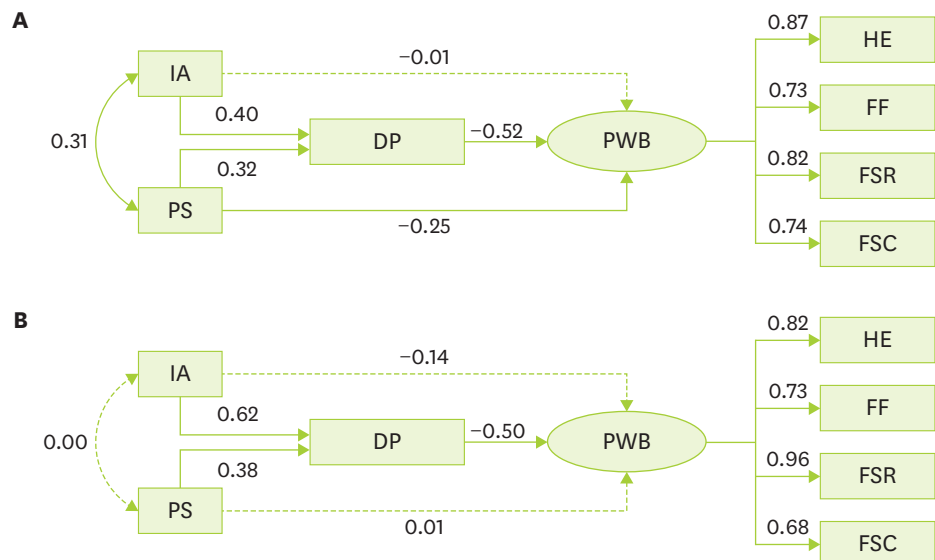 A
0.87
HE
IA
−0.01
0.73
FF
0.40
0.31
DP
−0.52
PWB
0.82
FSR
0.32
PS
−0.25
0.74
FSC
B
0.82
HE
IA
−0.14
0.73
FF
0.62
0.00
DP
−0.50
PWB
0.96
FSR
0.38
PS
0.01
0.68
FSC